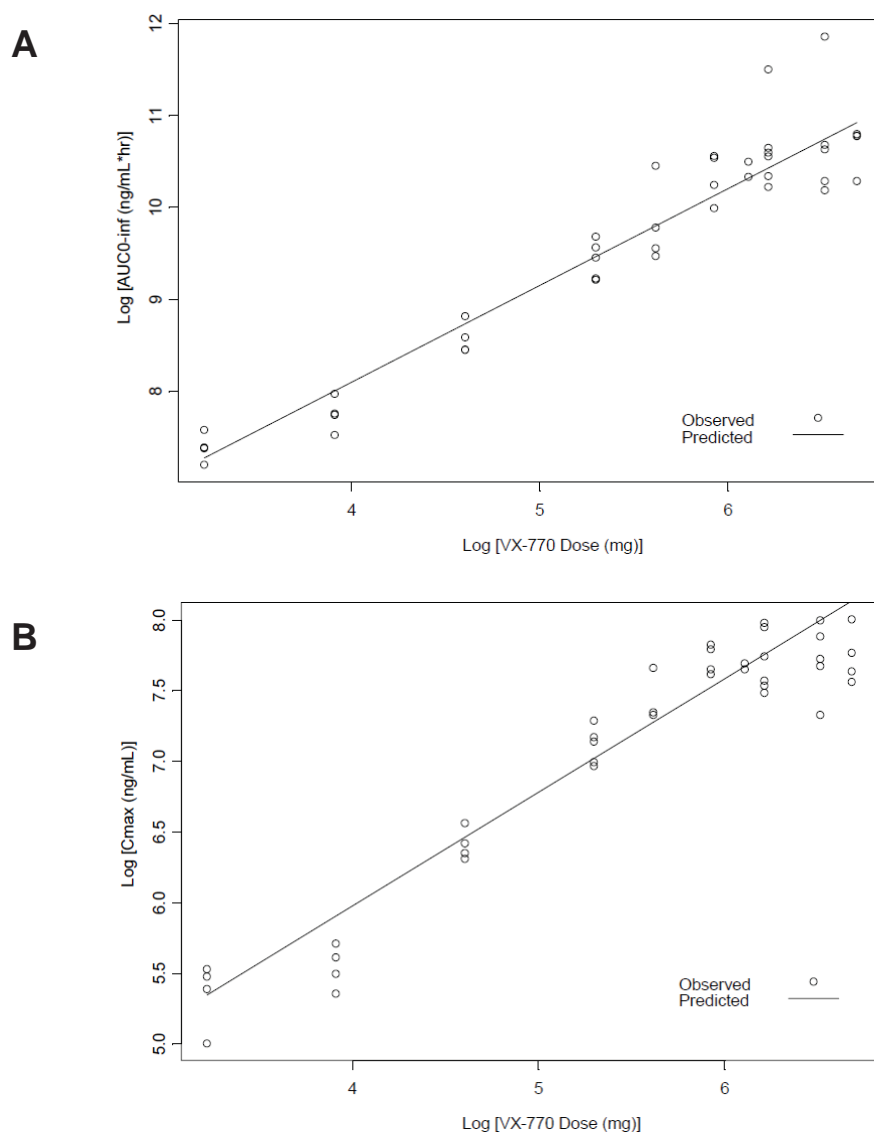 A
12
11
10
9
8
Log [AUC0-inf (ng/mL*hr)]
Observed
Predicted
4 5 6
Log [VX-770 Dose (mg)]
B
8.0
7.5
7.0
6.5
6.0
5.5
5.0
Log [Cmax (ng/mL)]
Observed
Predicted
4 5 6
Log [VX-770 Dose (mg)]